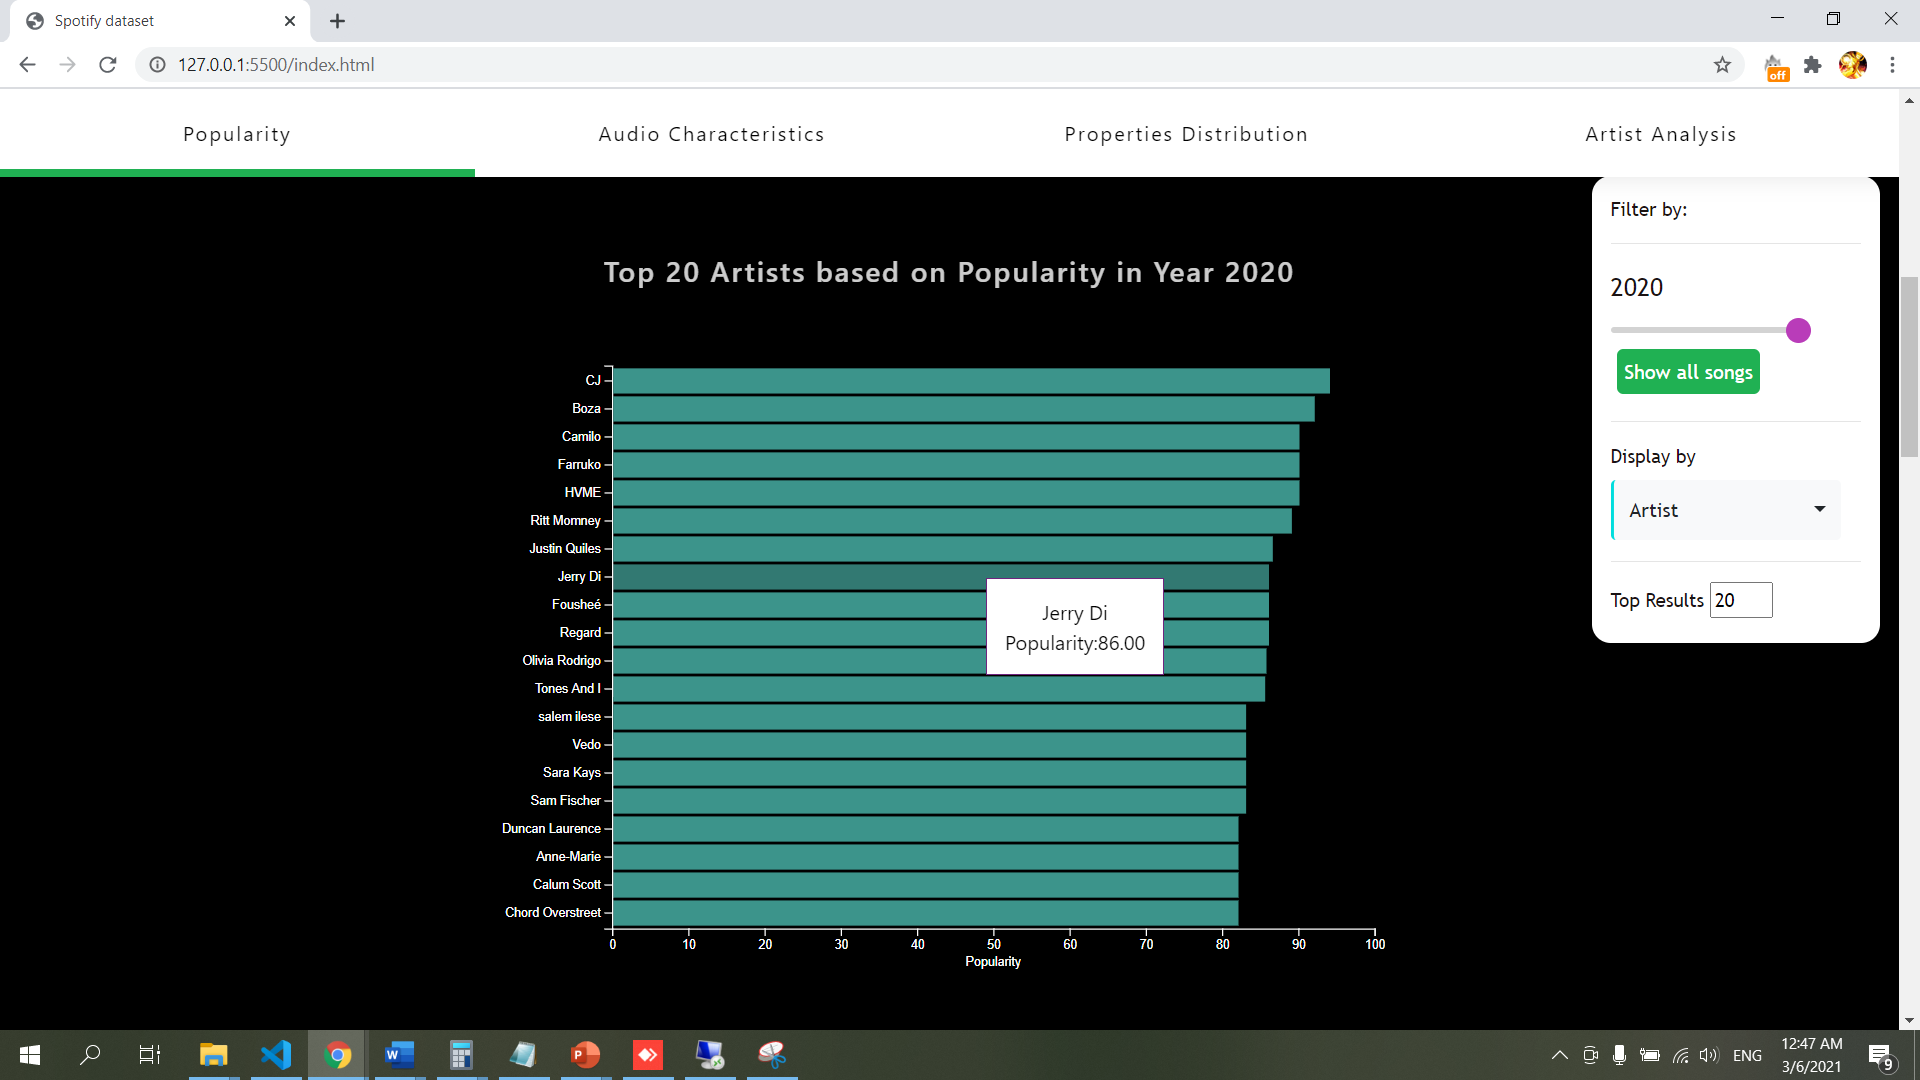 Spotify dataset
127.0.0.1:5500/index.html
off
Popularity
Audio Characteristics
Properties Distribution
Artist Analysis
Filter by:
2020
Show all songs
Display by
Artist
Top Results 20
Top 20 Artists based on Popularity in Year 2020
CJ
Boza
Camilo
Farruko
HVME
Ritt Momney
Justin Quiles
Jerry Di
Fousheé
Regard
Olivia Rodrigo
Tones And I
salem ilese
Vedo
Sara Kays
Sam Fischer
Duncan Laurence
Anne-Marie
Calum Scott
Chord Overstreet
Jerry Di
Popularity:86.00
0 10 20 30 40 50 60 70 80 90 100
Popularity
W
P
ENG
12:47 AM
3/6/2021
9